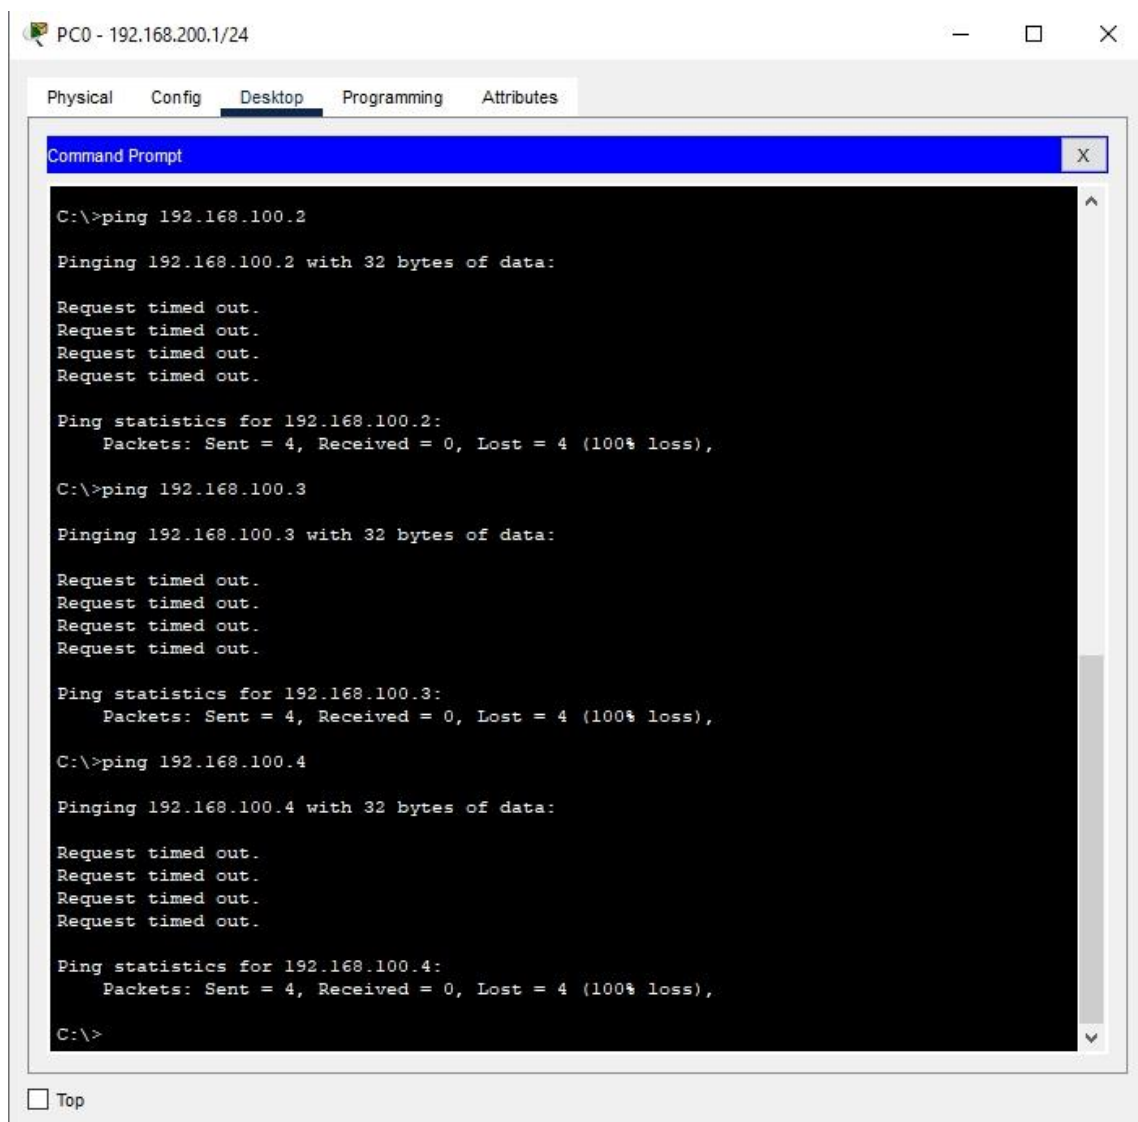 PC0 - 192.168.200.1/24
Physical Config Desktop Programming Attributes
Command Prompt X
C:\>ping 192.168.100.2
Pinging 192.168.100.2 with 32 bytes of data:
Request timed out.
Request timed out.
Request timed out.
Request timed out.
Ping statistics for 192.168.100.2:
Packets: Sent = 4, Received = 0, Lost = 4 (100% loss),
C:\>ping 192.168.100.3
Pinging 192.168.100.3 with 32 bytes of data:
Request timed out.
Request timed out.
Request timed out.
Request timed out.
Ping statistics for 192.168.100.3:
Packets: Sent = 4, Received = 0, Lost = 4 (100% loss),
C:\>ping 192.168.100.4
Pinging 192.168.100.4 with 32 bytes of data:
Request timed out.
Request timed out.
Request timed out.
Request timed out.
Ping statistics for 192.168.100.4:
Packets: Sent = 4, Received = 0, Lost = 4 (100% loss),
C:\>
Top